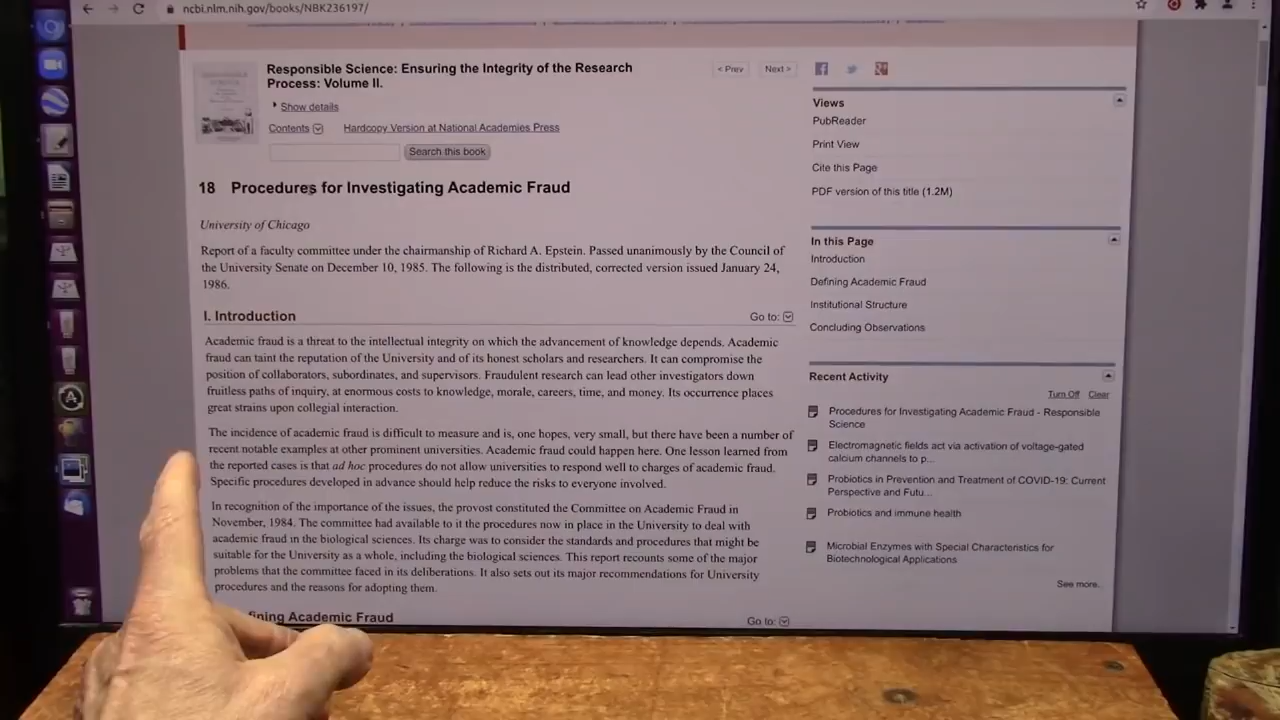 ncbi.nlm.nih.gov/books/NBK236197/
Responsible Science: Ensuring the Integrity of the Research
Process: Volume II.
Show details
Contents
Hardcopy Version at National Academies Press
Search this book
< Prev
Next >
18 Procedures for Investigating Academic Fraud
University of Chicago
Report of a faculty committee under the chairmanship of Richard A. Epstein. Passed unanimously by the Council of
the University Senate on December 10, 1985. The following is the distributed, corrected version issued January 24,
1986.
I. Introduction
Go to:
Academic fraud is a threat to the intellectual integrity on which the advancement of knowledge depends. Academic
fraud can taint the reputation of the University and of its honest scholars and researchers. It can compromise the
position of collaborators, subordinates, and supervisors. Fraudulent research can lead other investigators down
fruitless paths of inquiry, at enormous costs to knowledge, morale, careers, time, and money. Its occurrence places
great strains upon collegial interaction.
The incidence of academic fraud is difficult to measure and is, one hopes, very small, but there have been a number of
recent notable examples at other prominent universities. Academic fraud could happen here. One lesson learned from
the reported cases is that ad hoc procedures do not allow universities to respond well to charges of academic fraud.
Specific procedures developed in advance should help reduce the risks to everyone involved.
In recognition of the importance of the issues, the provost constituted the Committee on Academic Fraud in
November, 1984. The committee had available to it the procedures now in place in the University to deal with
academic fraud in the biological sciences. Its charge was to consider the standards and procedures that might be
suitable for the University as a whole, including the biological sciences. This report recounts some of the major
problems that the committee faced in its deliberations. It also sets out its major recommendations for University
procedures and the reasons for adopting them.
fining Academic Fraud
Go to:
Views
PubReader
Print View
Cite this Page
PDF version of this title (1.2M)
In this Page
Introduction
Defining Academic Fraud
Institutional Structure
Concluding Observations
Recent Activity
Turn Off Clear
Procedures for Investigating Academic Fraud - Responsible
Science
Electromagnetic fields act via activation of voltage-gated
calcium channels to p...
Probiotics in Prevention and Treatment of COVID-19: Current
Perspective and Futu...
Probiotics and immune health
Microbial Enzymes with Special Characteristics for
Biotechnological Applications
See more...